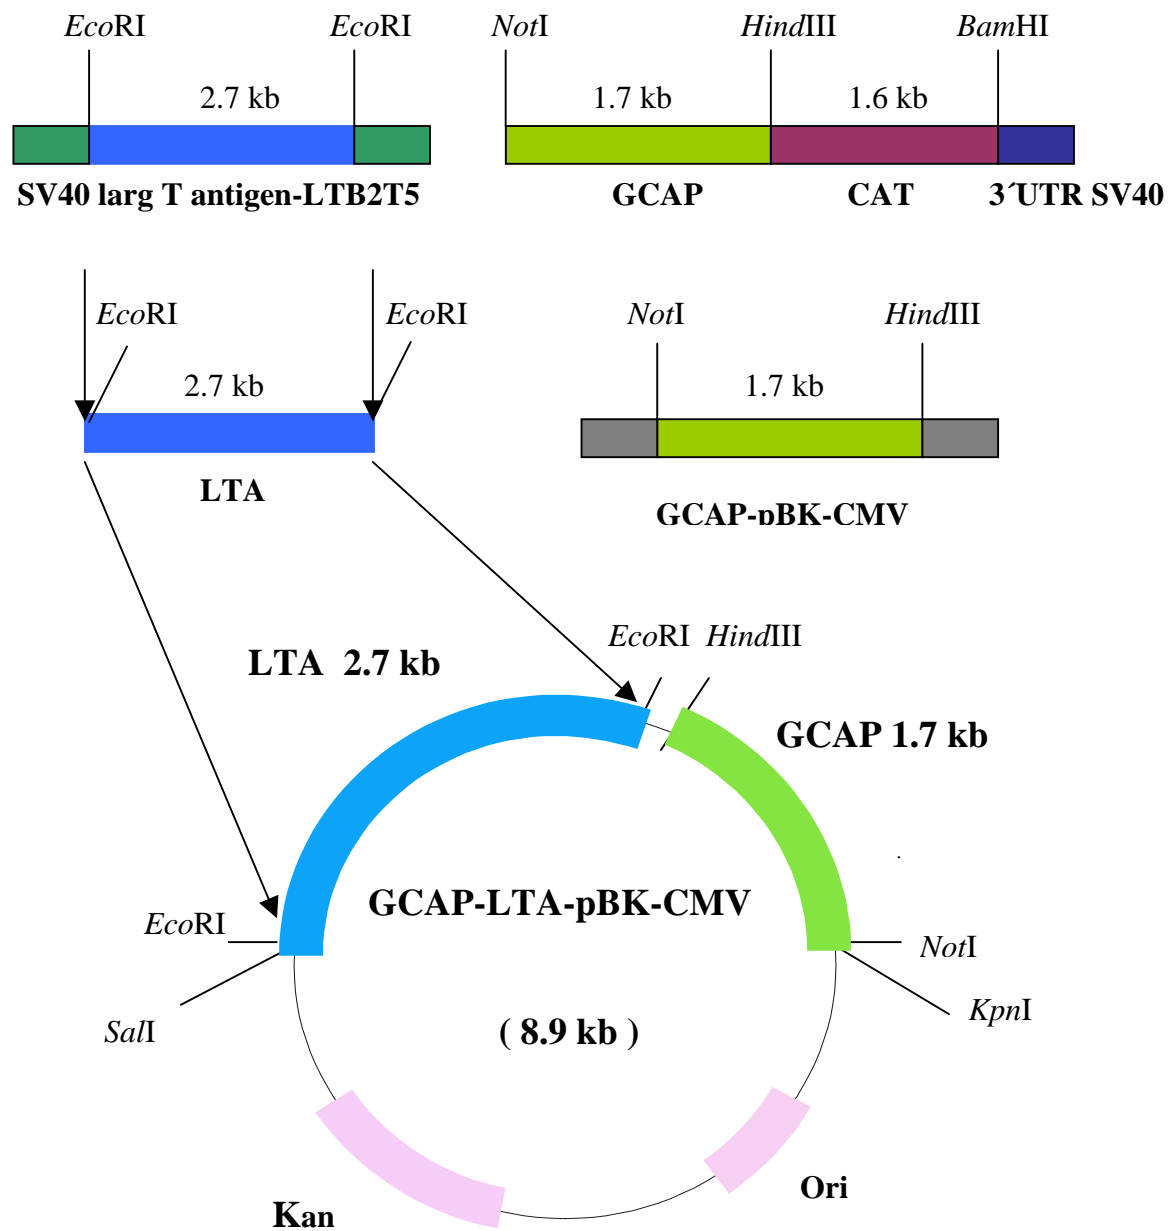 EcoRI EcoRI NotI HindIII BamHI
2.7 kb 1.7 kb 1.6 kb
SV40 larg T antigen-LTB2T5 GCAP CAT 3´UTR SV40
EcoRI EcoRI NotI HindIII
2.7 kb 1.7 kb
LTA
GCAP-pBK-CMV
EcoRI HindIII
LTA 2.7 kb
GCAP 1.7 kb
GCAP-LTA-pBK-CMV
EcoRI
NotI
SalI
KpnI
( 8.9 kb )
Ori
Kan